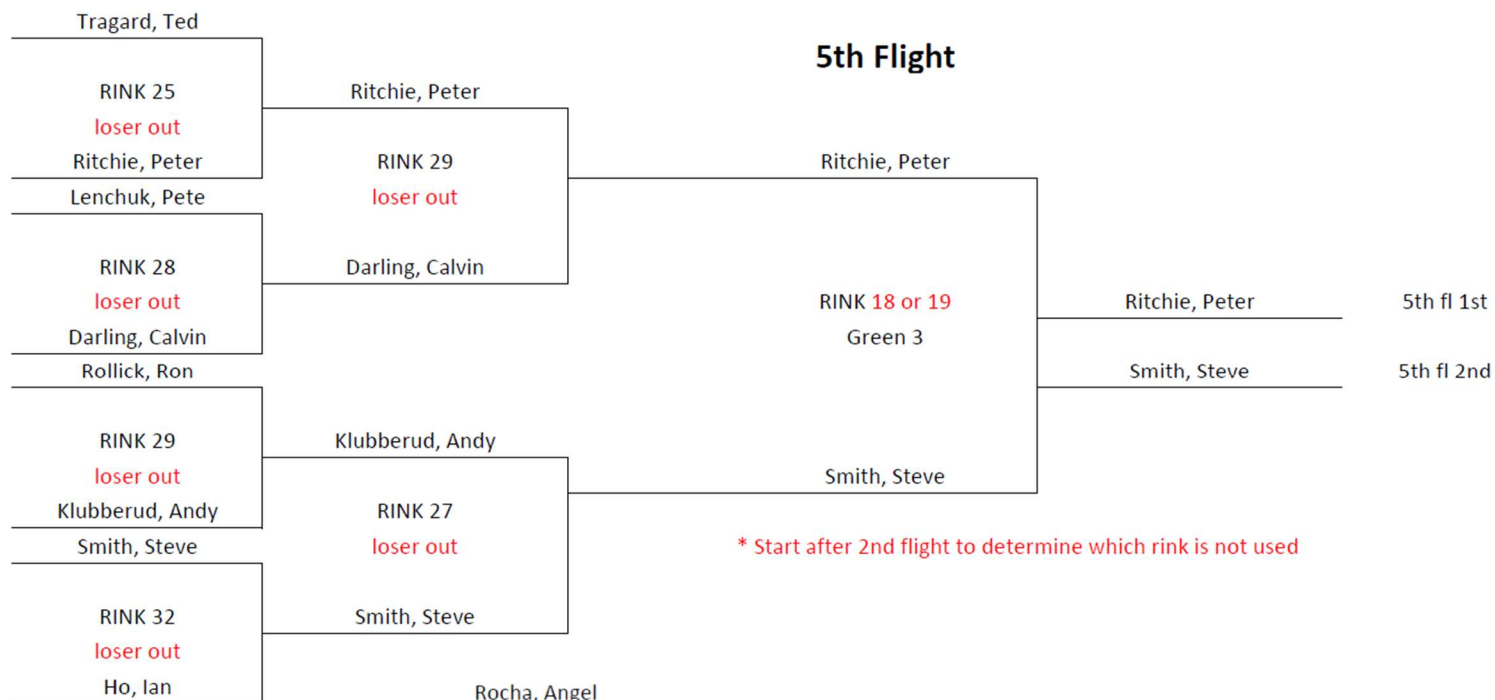 Tragard, Ted
5th Flight
RINK 25
Ritchie, Peter
loser out
Ritchie, Peter
RINK 29
Ritchie, Peter
Lenchuk, Pete
loser out
RINK 28
Darling, Calvin
loser out
RINK 18 or 19
Ritchie, Peter
5th fl 1st
Darling, Calvin
Green 3
Rollick, Ron
Smith, Steve
5th fl 2nd
RINK 29
Klubberud, Andy
loser out
Smith, Steve
Klubberud, Andy
RINK 27
Smith, Steve
loser out
* Start after 2nd flight to determine which rink is not used
RINK 32
Smith, Steve
loser out
Ho, Ian
Rocha, Angel